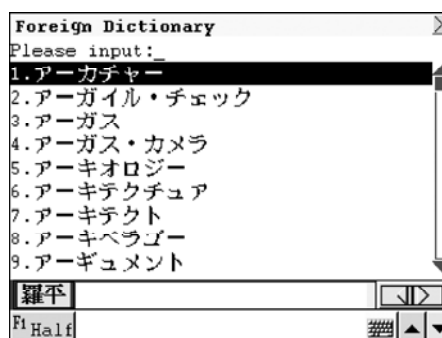 Foreign Dictionary
Please input:_
1.アーカチャー
2.アーガイル・チェック
3.アーガス
4.アーガス・カメラ
5.アーキオロジー
6.アーキテクチュア
7.アーキテクト
8.アーキペラゴー
9.アーギュメント
羅平
F1 Half